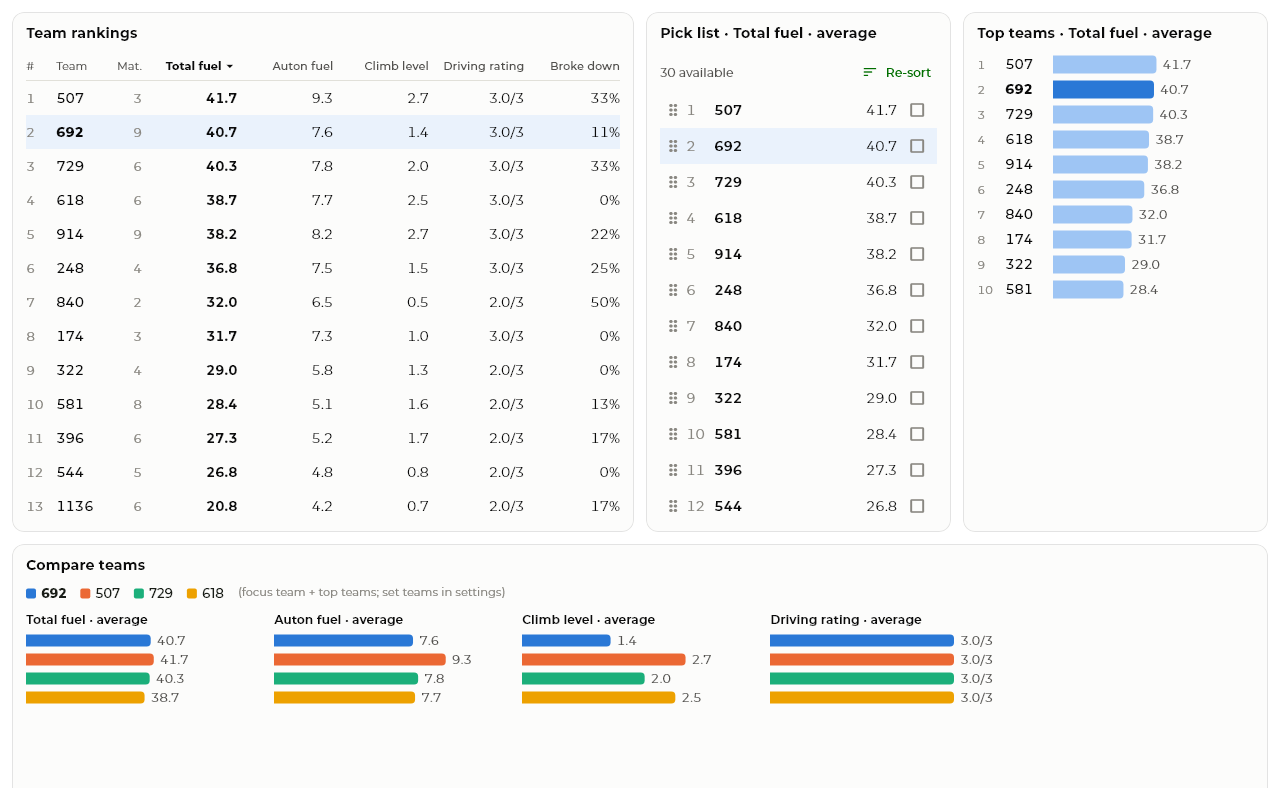 Team rankings
# Team Mat. Total fuel Auton fuel Climb level Driving rating Broke down
1 507 3 41.7 9.3 2.7 3.0/3 33%
2 692 9 40.7 7.6 1.4 3.0/3 11%
3 729 6 40.3 7.8 2.0 3.0/3 33%
4 618 6 38.7 7.7 2.5 3.0/3 0%
5 914 9 38.2 8.2 2.7 3.0/3 22%
6 248 4 36.8 7.5 1.5 3.0/3 25%
7 840 2 32.0 6.5 0.5 2.0/3 50%
8 174 3 31.7 7.3 1.0 3.0/3 0%
9 322 4 29.0 5.8 1.3 2.0/3 0%
10 581 8 28.4 5.1 1.6 2.0/3 13%
11 396 6 27.3 5.2 1.7 2.0/3 17%
12 544 5 26.8 4.8 0.8 2.0/3 0%
13 1136 6 20.8 4.2 0.7 2.0/3 17%
Pick list · Total fuel · average
30 available Re-sort
1 507 41.7
2 692 40.7
3 729 40.3
4 618 38.7
5 914 38.2
6 248 36.8
7 840 32.0
8 174 31.7
9 322 29.0
10 581 28.4
11 396 27.3
12 544 26.8
Top teams · Total fuel · average
1 507 41.7
2 692 40.7
3 729 40.3
4 618 38.7
5 914 38.2
6 248 36.8
7 840 32.0
8 174 31.7
9 322 29.0
10 581 28.4
Compare teams
692 507 729 618 (focus team + top teams; set teams in settings)
Total fuel · average
40.7
41.7
40.3
38.7
Auton fuel · average
7.6
9.3
7.8
7.7
Climb level · average
1.4
2.7
2.0
2.5
Driving rating · average
3.0/3
3.0/3
3.0/3
3.0/3